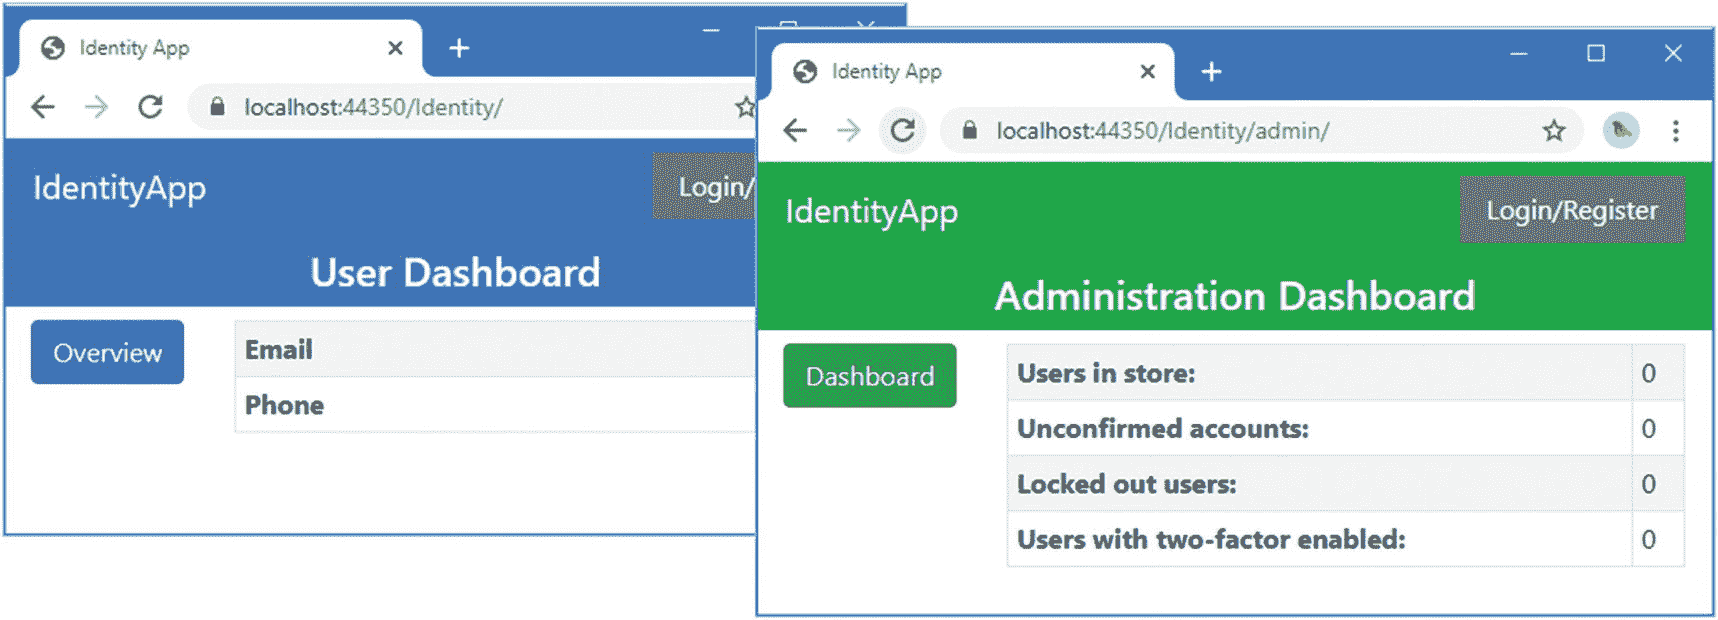 Identity App
localhost:44350/Identity/
IdentityApp
Login/
User Dashboard
Overview
Email
Phone
Identity App
localhost:44350/Identity/admin/
IdentityApp
Login/Register
Administration Dashboard
Dashboard
Users in store: 0
Unconfirmed accounts: 0
Locked out users: 0
Users with two-factor enabled: 0